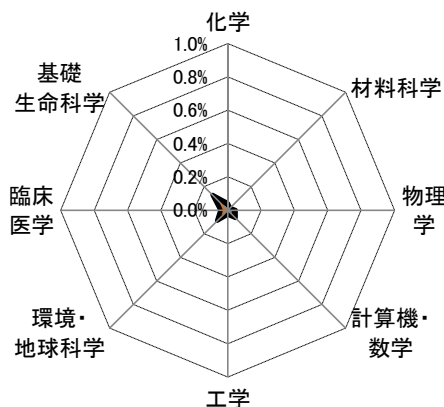 化学
1.0%
0.8%
0.6%
0.4%
0.2%
0.0%
材料科学
物理
学
計算機・
数学
工学
環境・
地球科学
臨床
医学
基礎
生命科学